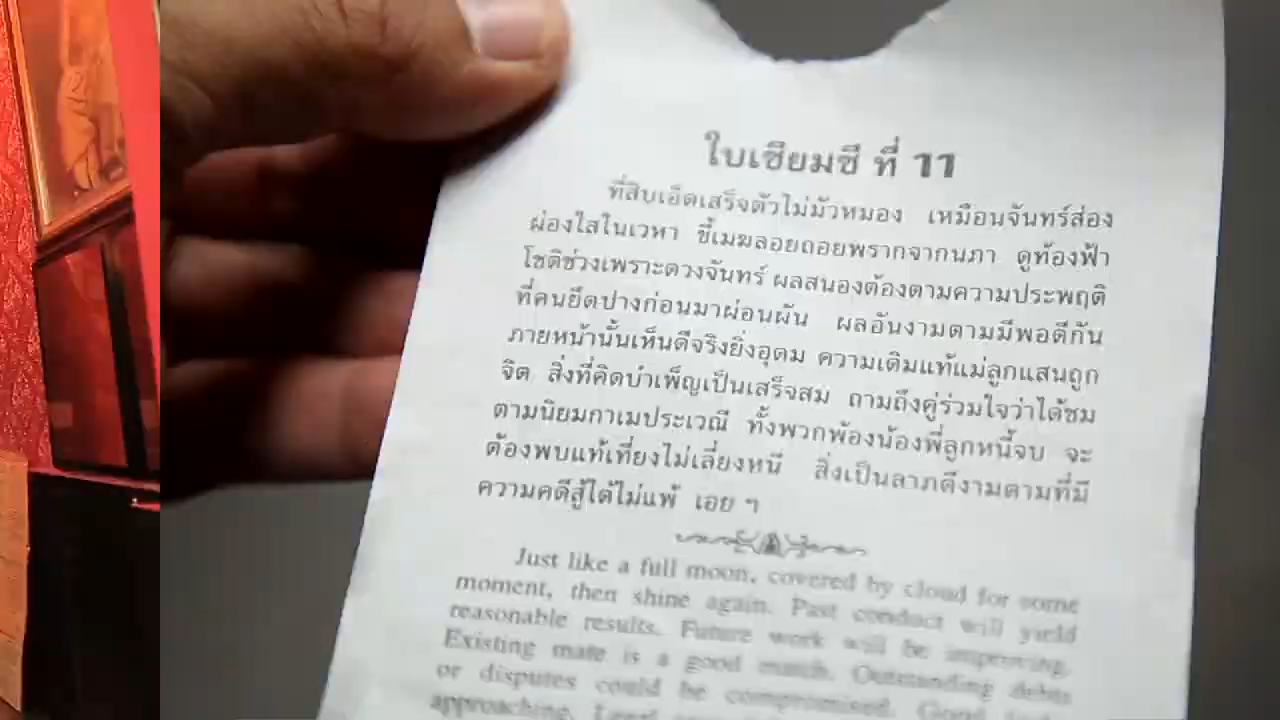 ใบเซียมซี ที่ 11
ที่สิบเอ็ดเสร็จตัวไม่มัวหมอง เหมือนจันทร์ส่อง
ผ่องใสในเวหา ขี้เมฆลอยถอยพรากจากนภา ดูท้องฟ้า
โชติช่วงเพราะดวงจันทร์ ผลสนองต้องตามความประพฤติ
ที่คนยึดปางก่อนมาผ่อนผัน ผลอันงามตามมีพอดีกัน
ภายหน้านั้นเห็นดีจริงยิ่งอุดม ความเดิมแท้แม่ลูกแสนถูก
จิต สิ่งที่คิดบำเพ็ญเป็นเสร็จสม ถามถึงคู่ร่วมใจว่าได้ชม
ตามนิยมกาเมประเวณี ทั้งพวกพ้องน้องพี่ลูกหนี้จบ จะ
ต้องพบแท้เที่ยงไม่เลี่ยงหนี สิ่งเป็นลาภดีงามตามที่มี
ความคดีสู้ได้ไม่แพ้ เอย ๆ
Just like a full moon, covered by cloud for some
moment, then shine again. Past conduct will yield
reasonable results. Future work will be improving.
Existing mate is a good match. Outstanding debts
or disputes could be compromised. Good
approaching. Legal